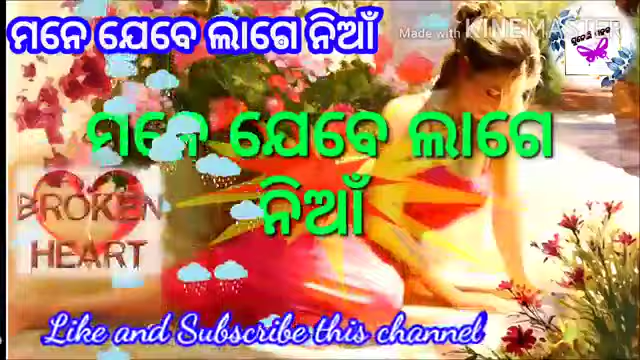 ମନେ ଯେବେ ଲାଗେ ନିଆଁ
Made with KINEMASTER
ମନେ ଯେବେ ଲାଗେ
ନିଆଁ
BROKEN
HEART
Like and Subscribe this channel